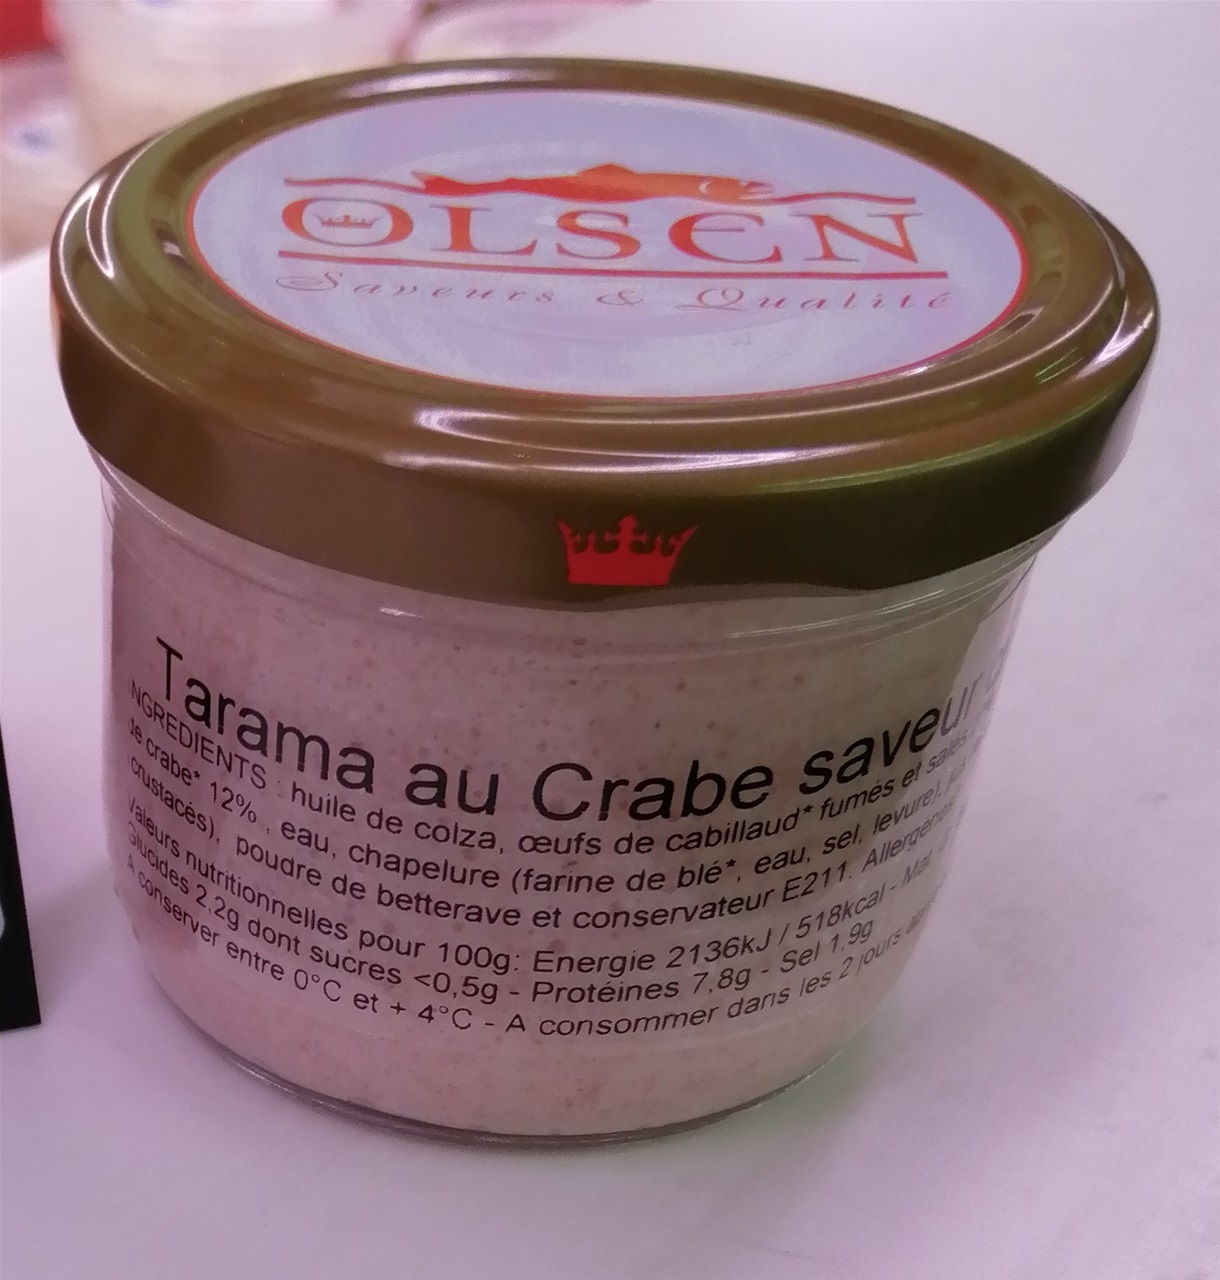 OLSEN
Saveurs & Qualité
Tarama au Crabe saveur
INGREDIENTS : huile de colza, œufs de cabillaud* fumés et salés
de crabe* 12% , eau, chapelure (farine de blé*, eau, sel, levure),
crustacés), poudre de betterave et conservateur E211. Allergènes
Valeurs nutritionnelles pour 100g: Energie 2136kJ / 518kcal - Mat.
Glucides 2,2g dont sucres <0,5g - Protéines 7,8g - Sel 1,9g
A conserver entre 0°C et + 4°C - A consommer dans les 2 jours